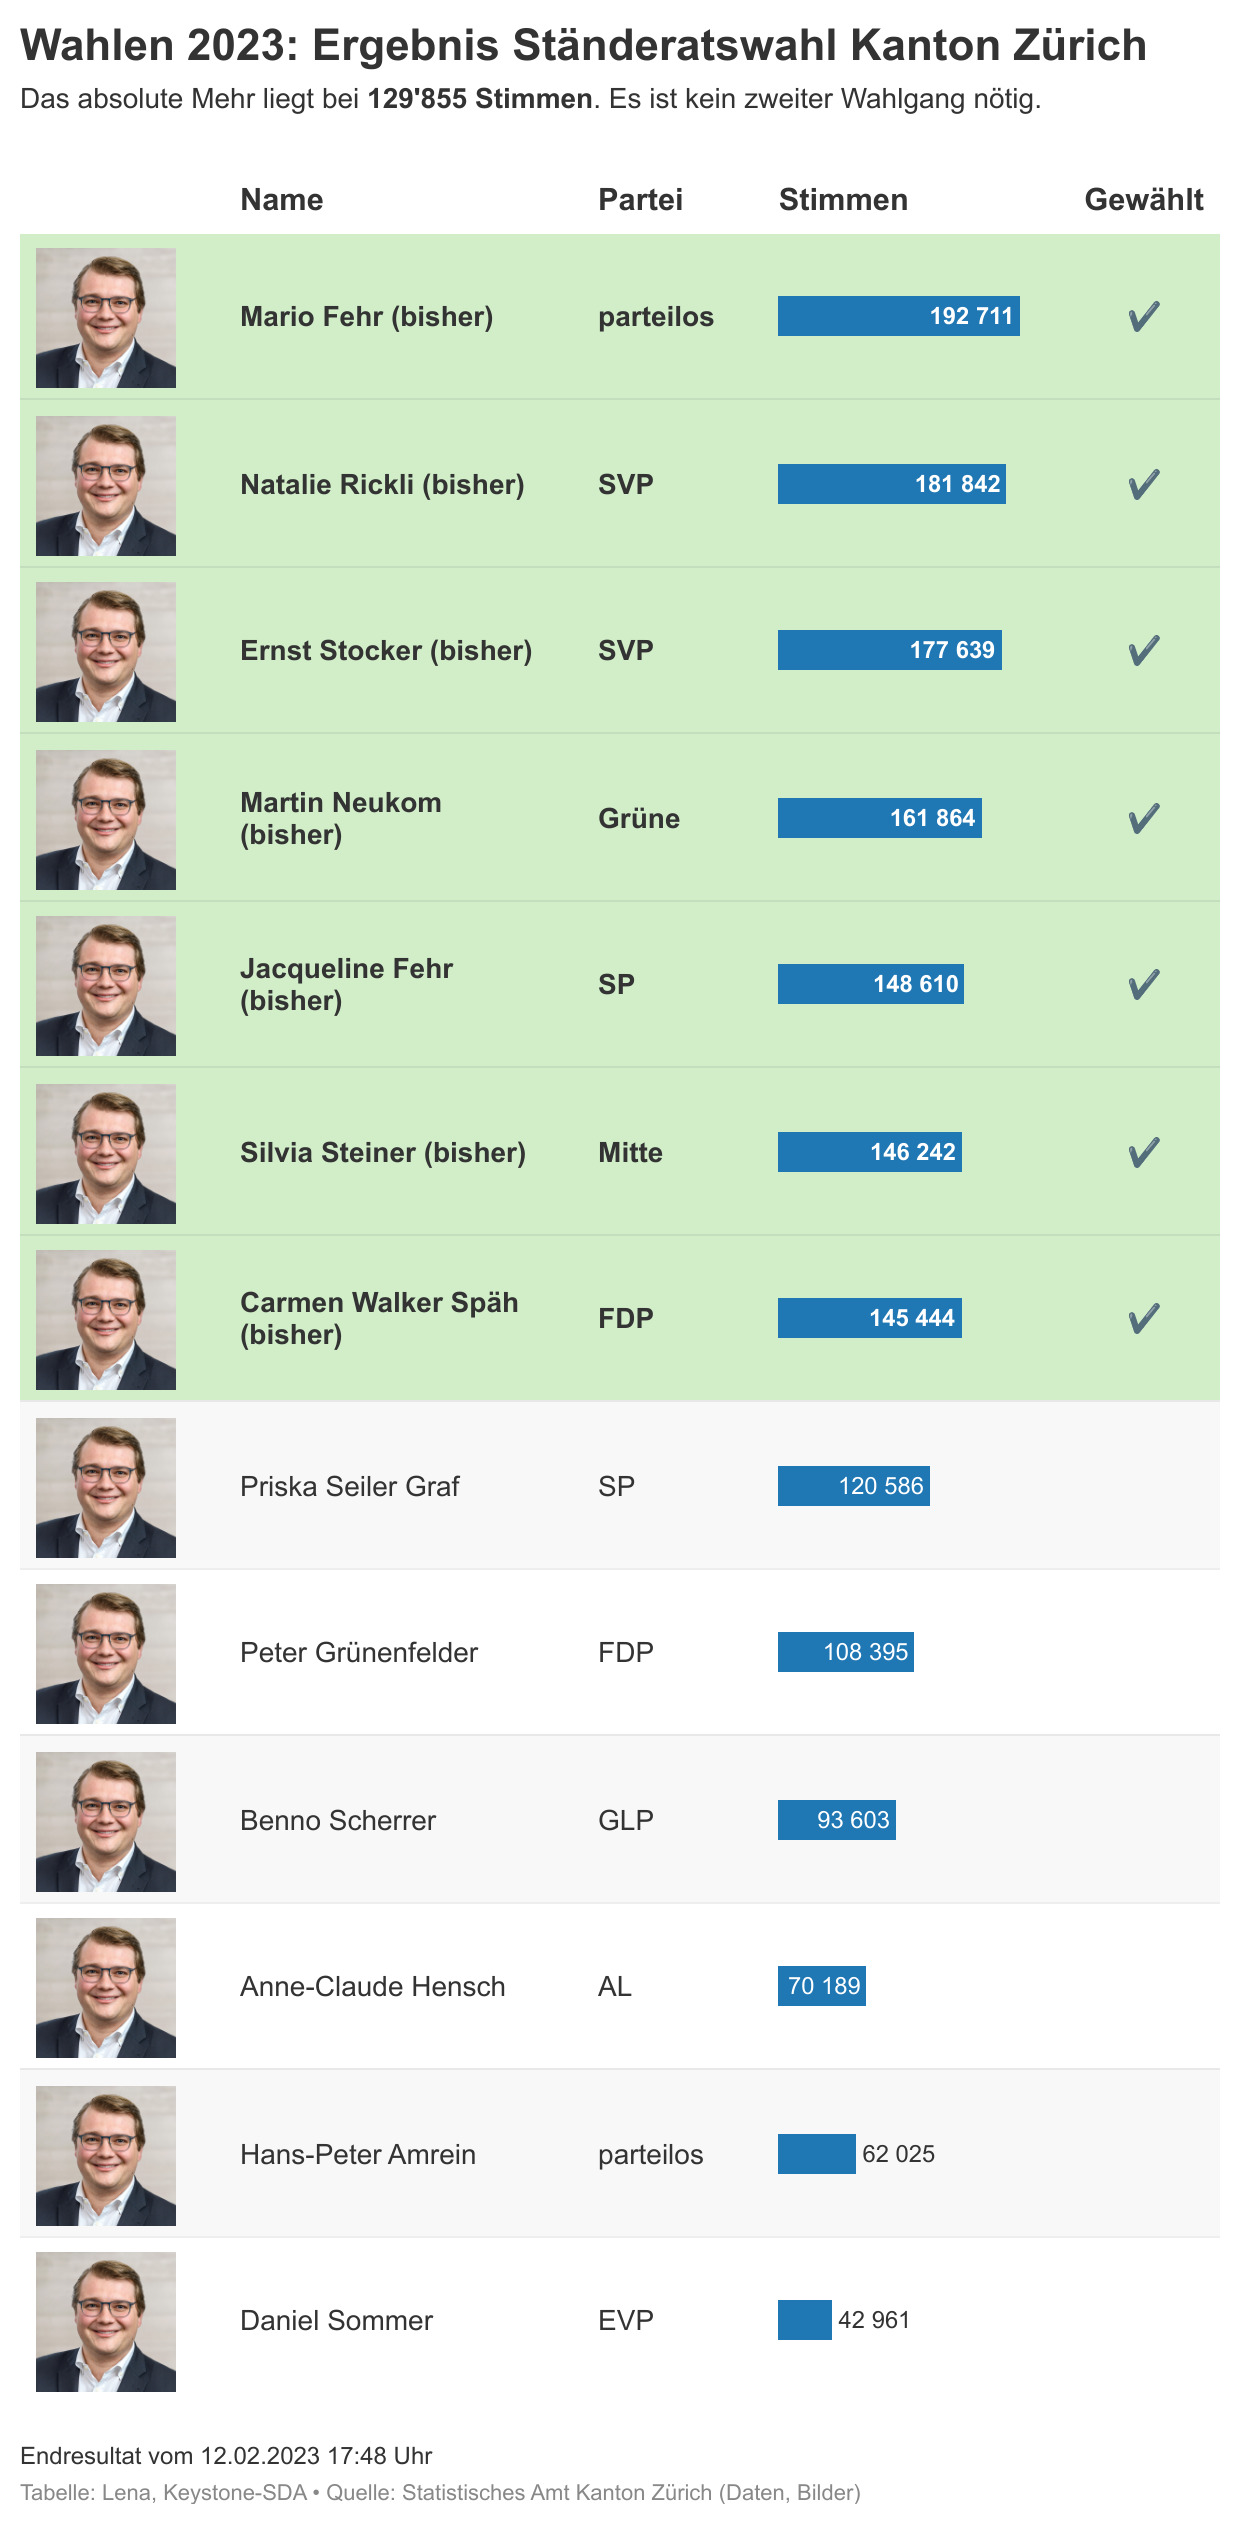 Wahlen 2023: Ergebnis Ständeratswahl Kanton Zürich
Das absolute Mehr liegt bei 129'855 Stimmen. Es ist kein zweiter Wahlgang nötig.
Name Partei Stimmen Gewählt
Mario Fehr (bisher) parteilos 192 711 ✔
Natalie Rickli (bisher) SVP 181 842 ✔
Ernst Stocker (bisher) SVP 177 639 ✔
Martin Neukom
(bisher) Grüne 161 864 ✔
Jacqueline Fehr
(bisher) SP 148 610 ✔
Silvia Steiner (bisher) Mitte 146 242 ✔
Carmen Walker Späh
(bisher) FDP 145 444 ✔
Priska Seiler Graf SP 120 586
Peter Grünenfelder FDP 108 395
Benno Scherrer GLP 93 603
Anne-Claude Hensch AL 70 189
Hans-Peter Amrein parteilos 62 025
Daniel Sommer EVP 42 961
Endresultat vom 12.02.2023 17:48 Uhr
Tabelle: Lena, Keystone-SDA • Quelle: Statistisches Amt Kanton Zürich (Daten, Bilder)